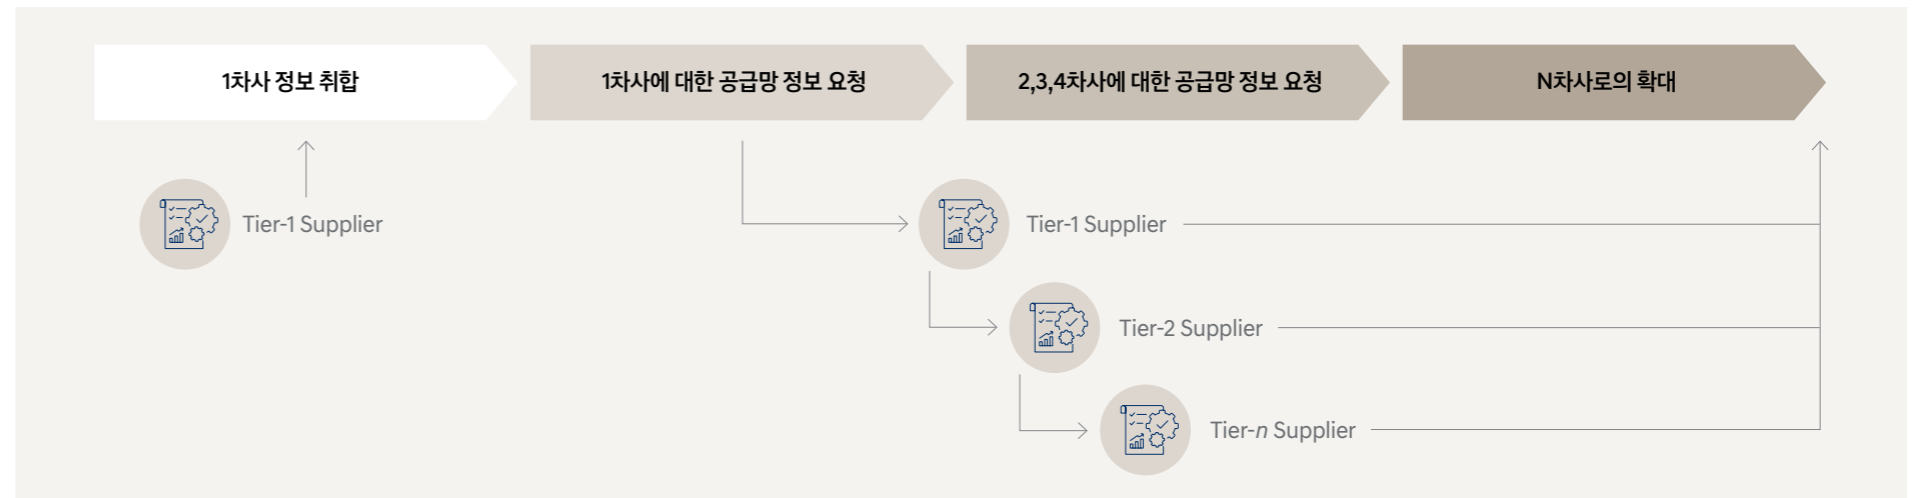 1차사 정보 취합
1차사에 대한 공급망 정보 요청
2,3,4차사에 대한 공급망 정보 요청
N차사로의 확대
Tier-1 Supplier
Tier-1 Supplier
Tier-2 Supplier
Tier-n Supplier